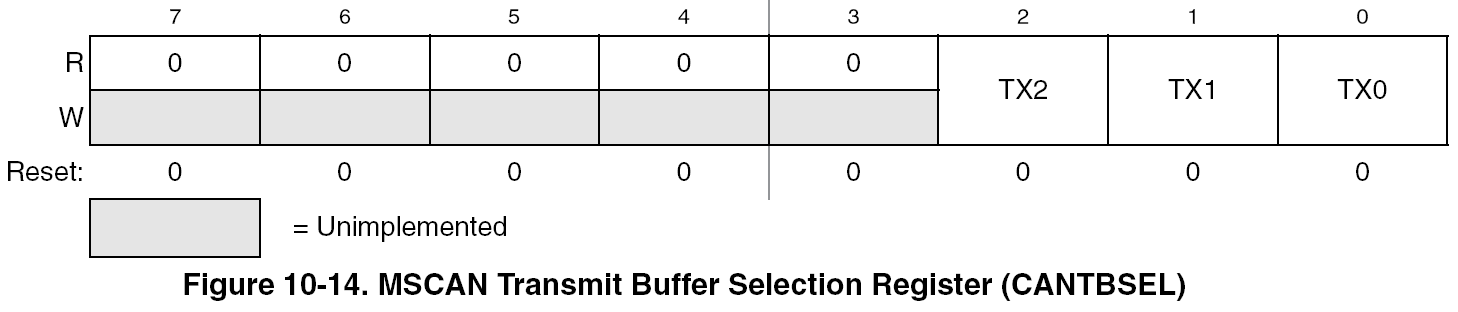 7 6 5 4 3 2 1 0
R 0 0 0 0 0 TX2 TX1 TX0
W
Reset: 0 0 0 0 0 0 0 0
= Unimplemented
Figure 10-14. MSCAN Transmit Buffer Selection Register (CANTBSEL)